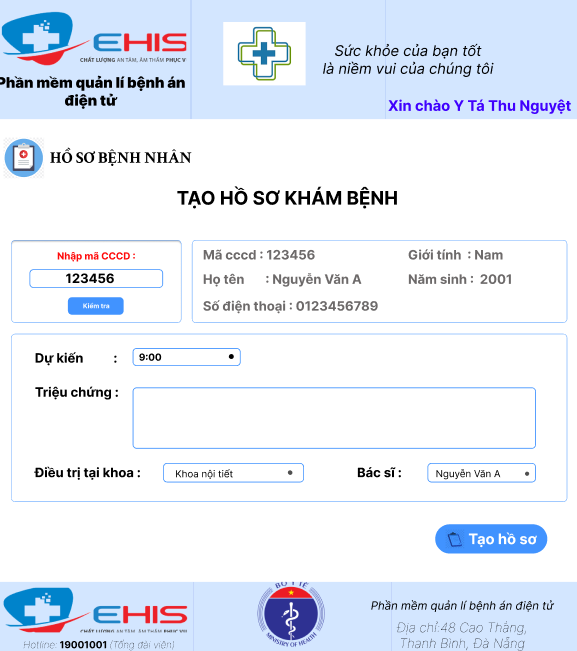 EHIS
CHẤT LƯỢNG AN TÂM, ÂM THẦM PHỤC V
Phần mềm quản lí bệnh án
điện tử
Sức khỏe của bạn tốt
là niềm vui của chúng tôi
Xin chào Y Tá Thu Nguyệt
HỒ SƠ BỆNH NHÂN
TẠO HỒ SƠ KHÁM BỆNH
Nhập mã CCCD :
123456
Kiểm tra
Mã cccd : 123456
Giới tính : Nam
Họ tên : Nguyễn Văn A
Năm sinh : 2001
Số điện thoại : 0123456789
Dự kiến : 9:00
Triệu chứng :
Điều trị tại khoa : Khoa nội tiết
Bác sĩ : Nguyễn Văn A
Tạo hồ sơ
EHIS
CHẤT LƯỢNG AN TÂM, ÂM THẦM PHỤC VỤ
Hotline: 19001001 (Tổng đài viên)
BỘ Y TẾ
MINISTRY OF HEALTH
Phần mềm quản lí bệnh án điện tử
Địa chỉ:48 Cao Thắng,
Thanh Bình, Đà Nẵng